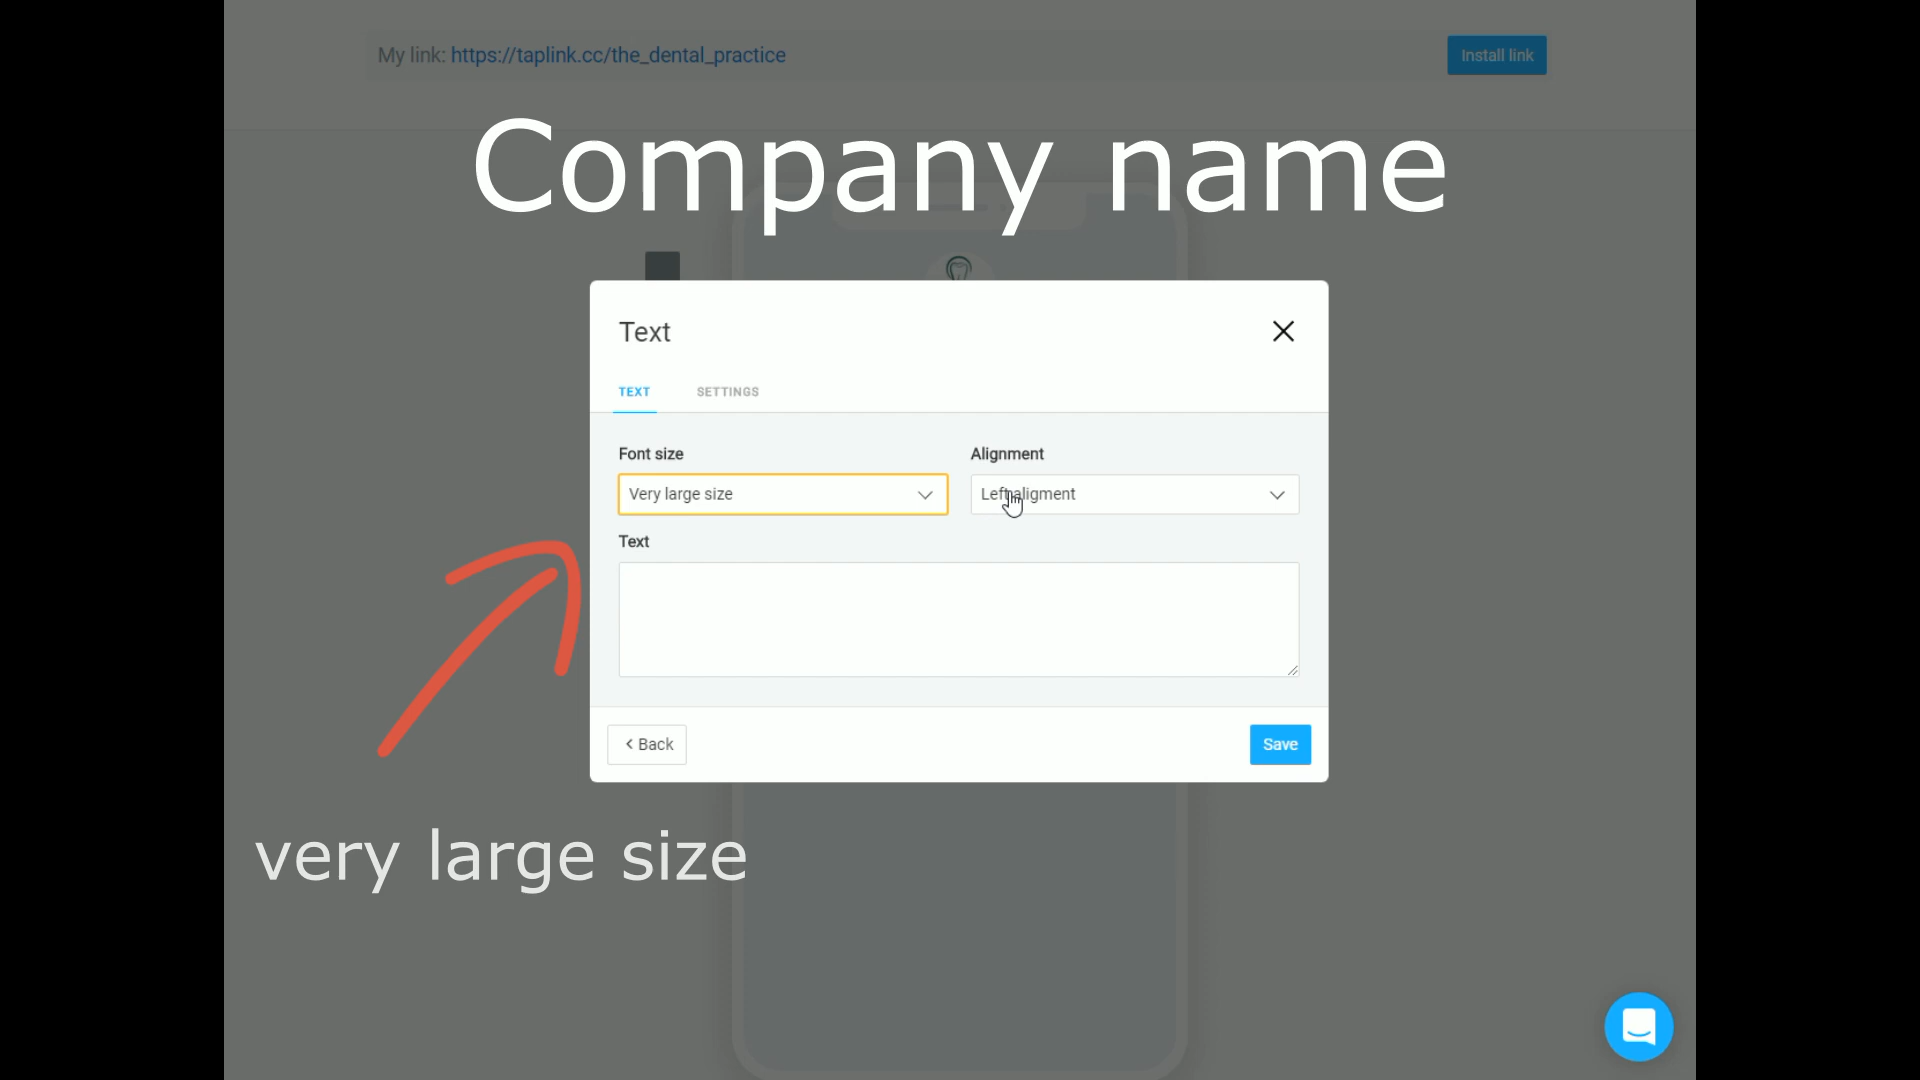 My link: https://taplink.cc/the_dental_practice
Install link
Company name
Text
TEXT SETTINGS
Font size Alignment
Very large size Left aligment
Text
Back Save
very large size